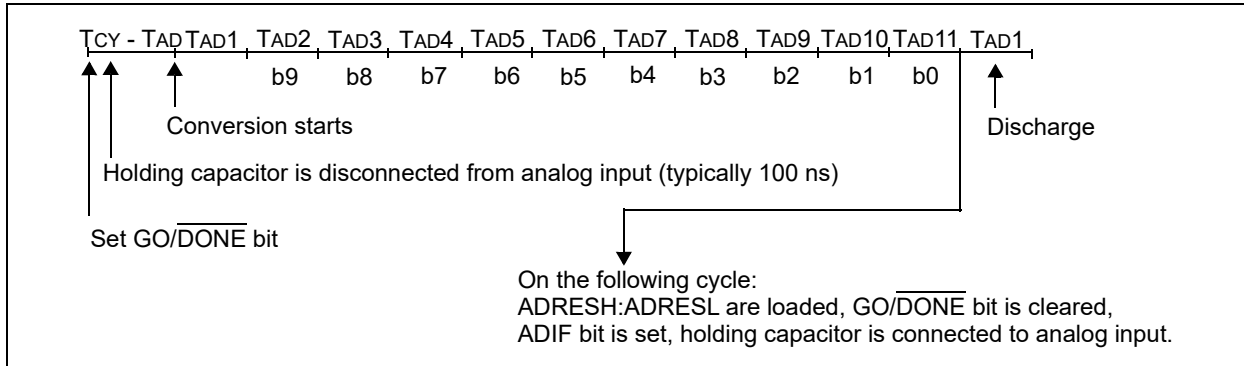 TCY - TAD TAD1 TAD2 TAD3 TAD4 TAD5 TAD6 TAD7 TAD8 TAD9 TAD10 TAD11 TAD1
b9 b8 b7 b6 b5 b4 b3 b2 b1 b0
Conversion starts
Discharge
Holding capacitor is disconnected from analog input (typically 100 ns)
Set GO/DONE bit
On the following cycle:
ADRESH:ADRESL are loaded, GO/DONE bit is cleared,
ADIF bit is set, holding capacitor is connected to analog input.